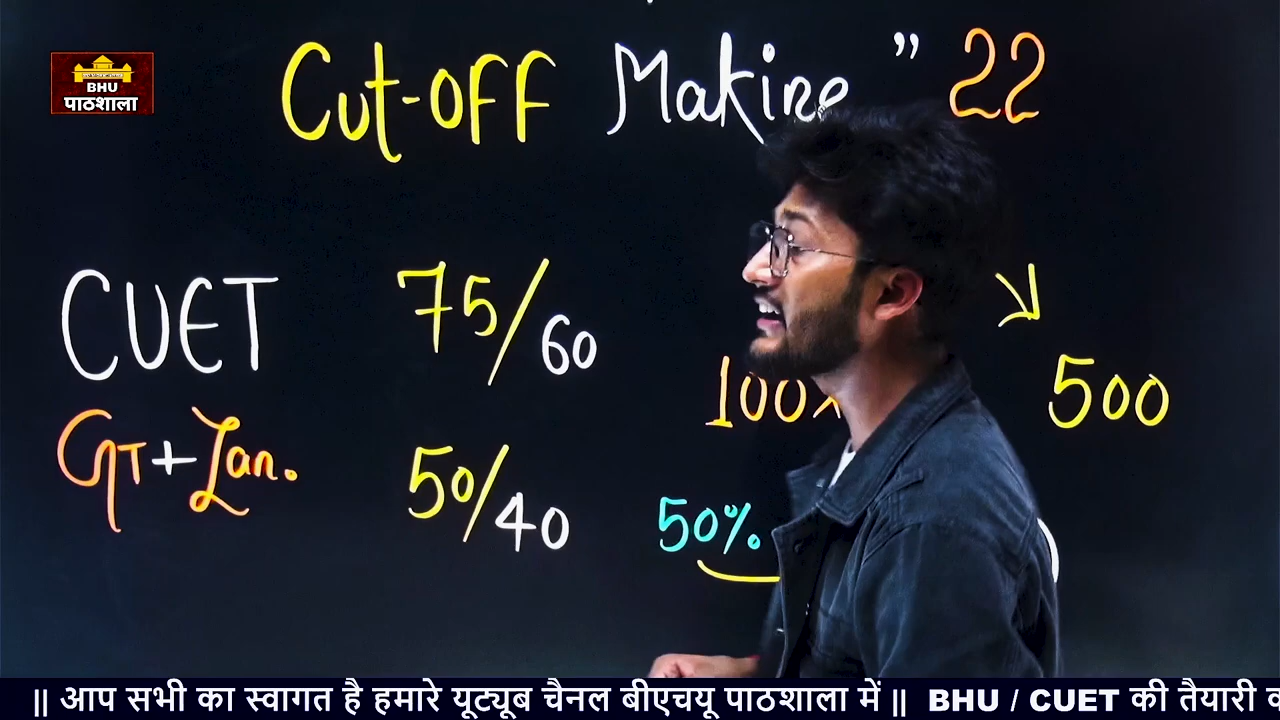 Cut-off Making " 22
BHU
पाठशाला
CUET 75/60
100x
500
GT + Lan. 50/40
50%
|| आप सभी का स्वागत है हमारे यूट्यूब चैनल बीएचयू पाठशाला में || BHU / CUET की तैयारी